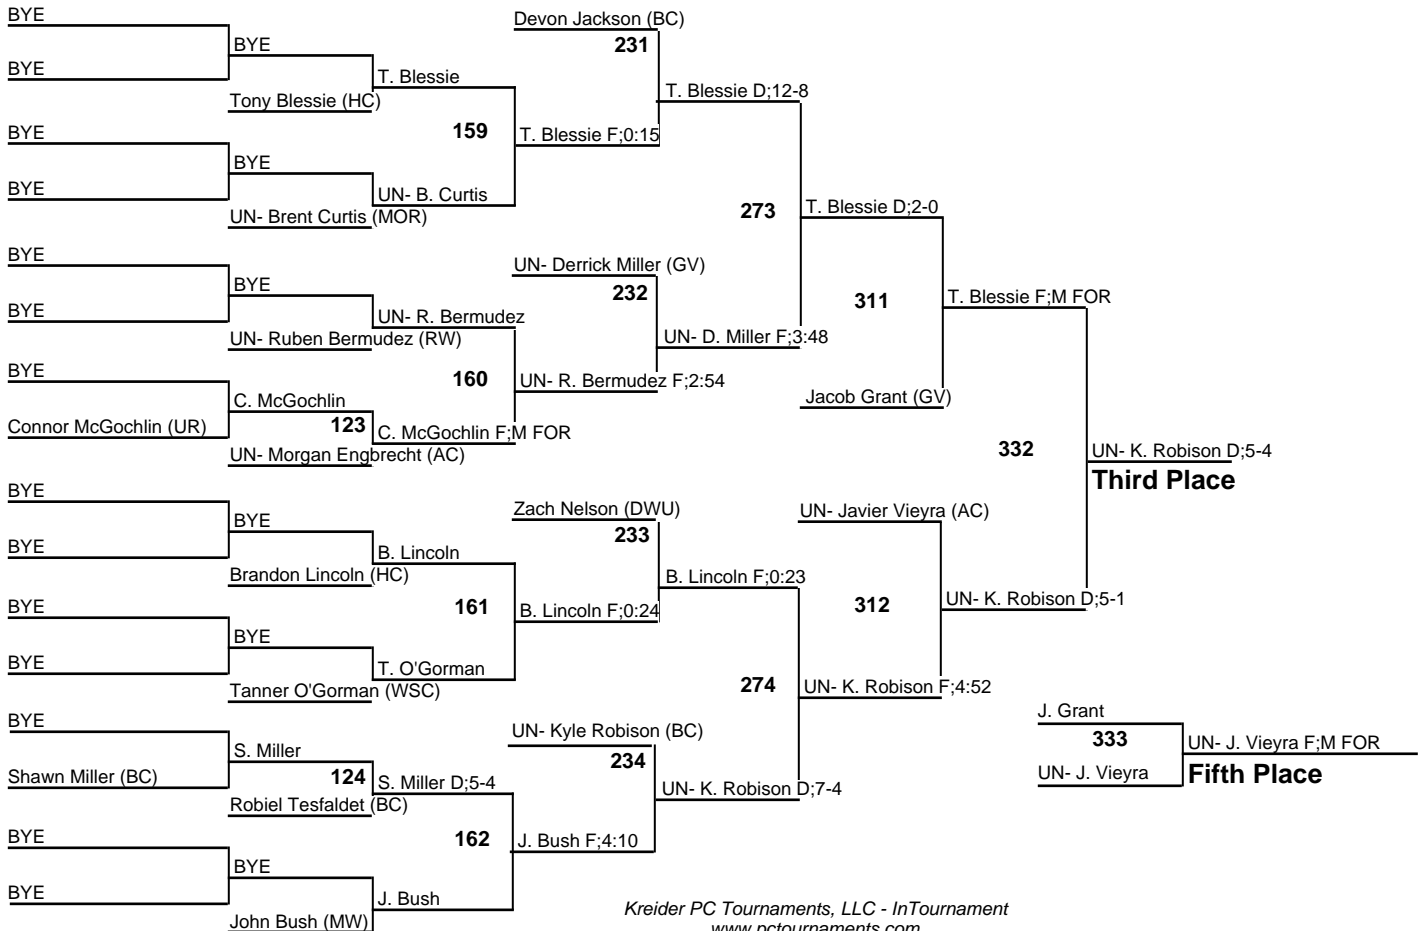 BYE
Devon Jackson (BC)
231
BYE
BYE
T. Blessie
T. Blessie D;12-8
Tony Blessie (HC)
BYE
159
T. Blessie F;0:15
BYE
BYE
UN- B. Curtis
UN- Brent Curtis (MOR)
273
T. Blessie D;2-0
BYE
UN- Derrick Miller (GV)
BYE
232
311
T. Blessie F;M FOR
BYE
UN- R. Bermudez
UN- Ruben Bermudez (RW)
UN- D. Miller F;3:48
BYE
160
UN- R. Bermudez F;2:54
C. McGochlin
Jacob Grant (GV)
Connor McGochlin (UR)
123
C. McGochlin F;M FOR
UN- Morgan Engbrecht (AC)
332
UN- K. Robison D;5-4
Third Place
BYE
Zach Nelson (DWU)
UN- Javier Vieyra (AC)
BYE
233
BYE
B. Lincoln
Brandon Lincoln (HC)
B. Lincoln F;0:23
BYE
161
B. Lincoln F;0:24
312
UN- K. Robison D;5-1
BYE
BYE
T. O'Gorman
Tanner O'Gorman (WSC)
274
UN- K. Robison F;4:52
BYE
UN- Kyle Robison (BC)
J. Grant
S. Miller
234
333
UN- J. Vieyra F;M FOR
Shawn Miller (BC)
124
S. Miller D;5-4
UN- K. Robison D;7-4
UN- J. Vieyra
Fifth Place
Robiel Tesfaldet (BC)
BYE
162
J. Bush F;4:10
BYE
BYE
J. Bush
John Bush (MW)
Kreider PC Tournaments, LLC - InTournament
www.pctournaments.com